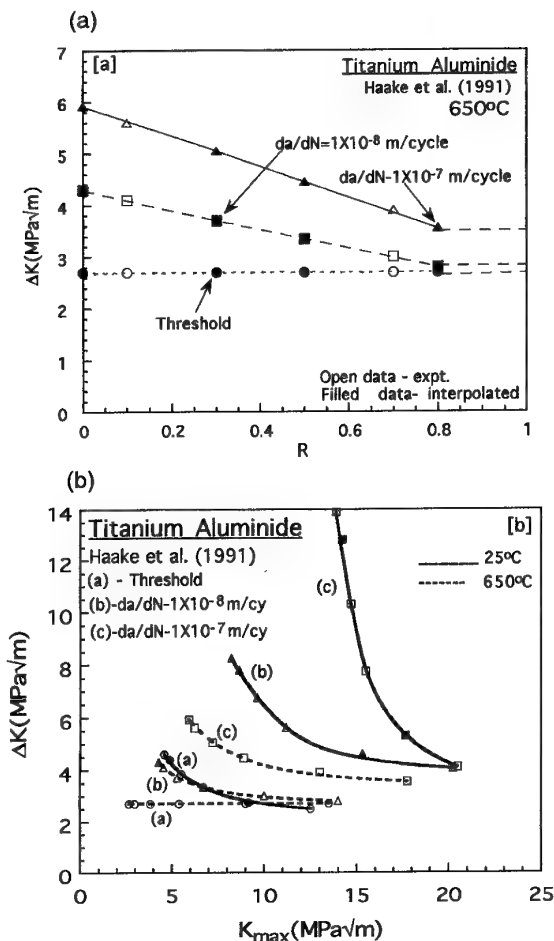 (a)
[a]
Titanium Aluminide
Haake et al. (1991)
650ºC
da/dN=1X10-8 m/cycle
da/dN-1X10-7 m/cycle
Threshold
Open data - expt.
Filled data- interpolated
ΔK(MPa√m)
7
6
5
4
3
2
1
0
0 0.2 0.4 0.6 0.8 1
R
(b)
[b]
Titanium Aluminide
Haake et al. (1991)
(a) - Threshold
(b)-da/dN-1X10-8 m/cy
(c)-da/dN-1X10-7 m/cy
25ºC
650ºC
(c)
(b)
(c)
(a)
(b)
(a)
ΔK(MPa√m)
14
12
10
8
6
4
2
0
0 5 10 15 20 25
Kmax(MPa√m)